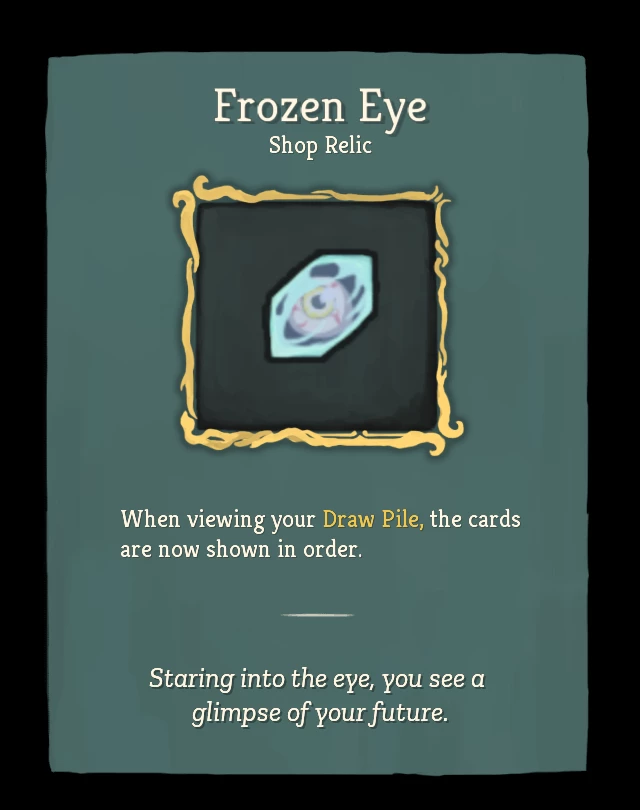 Frozen Eye
Shop Relic
When viewing your Draw Pile, the cards
are now shown in order.
Staring into the eye, you see a
glimpse of your future.